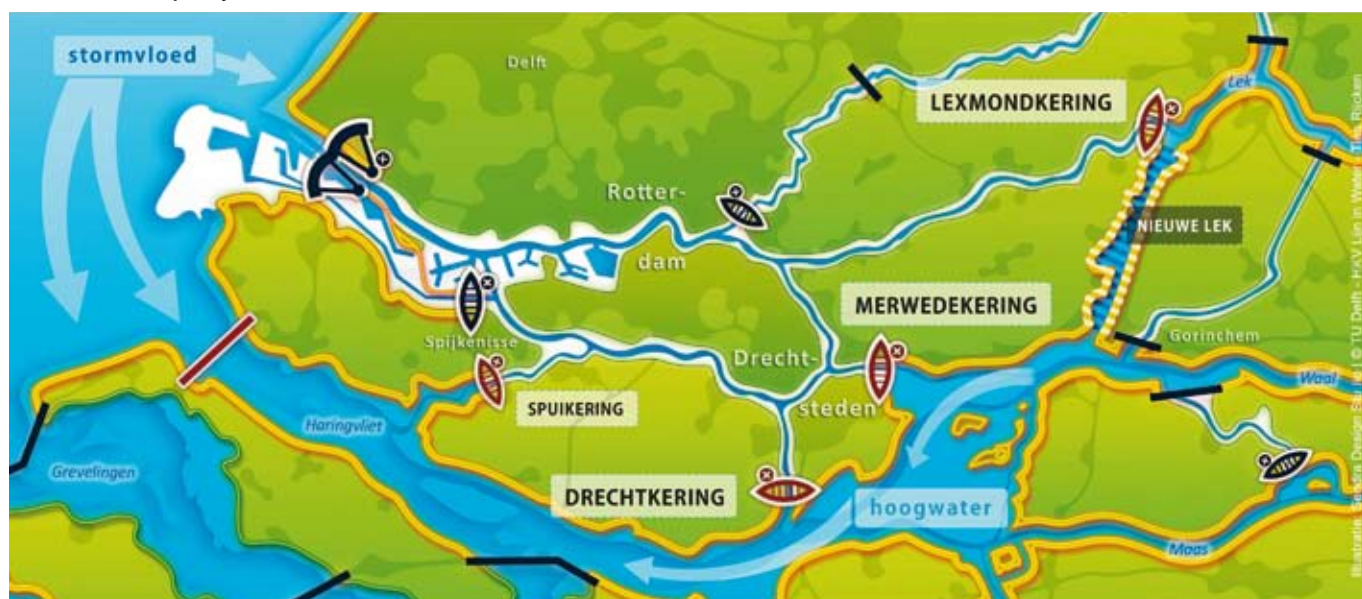 stormvloed
Delft
LEXMONDKERING
Lek
Rotter-
dam
NIEUWE LEK
MERWEDEKERING
Spijkenisse
Drecht-
steden
Gorinchem
Waal
SPUIKERING
Haringvliet
Grevelingen
DRECHTKERING
hoogwater
Maas